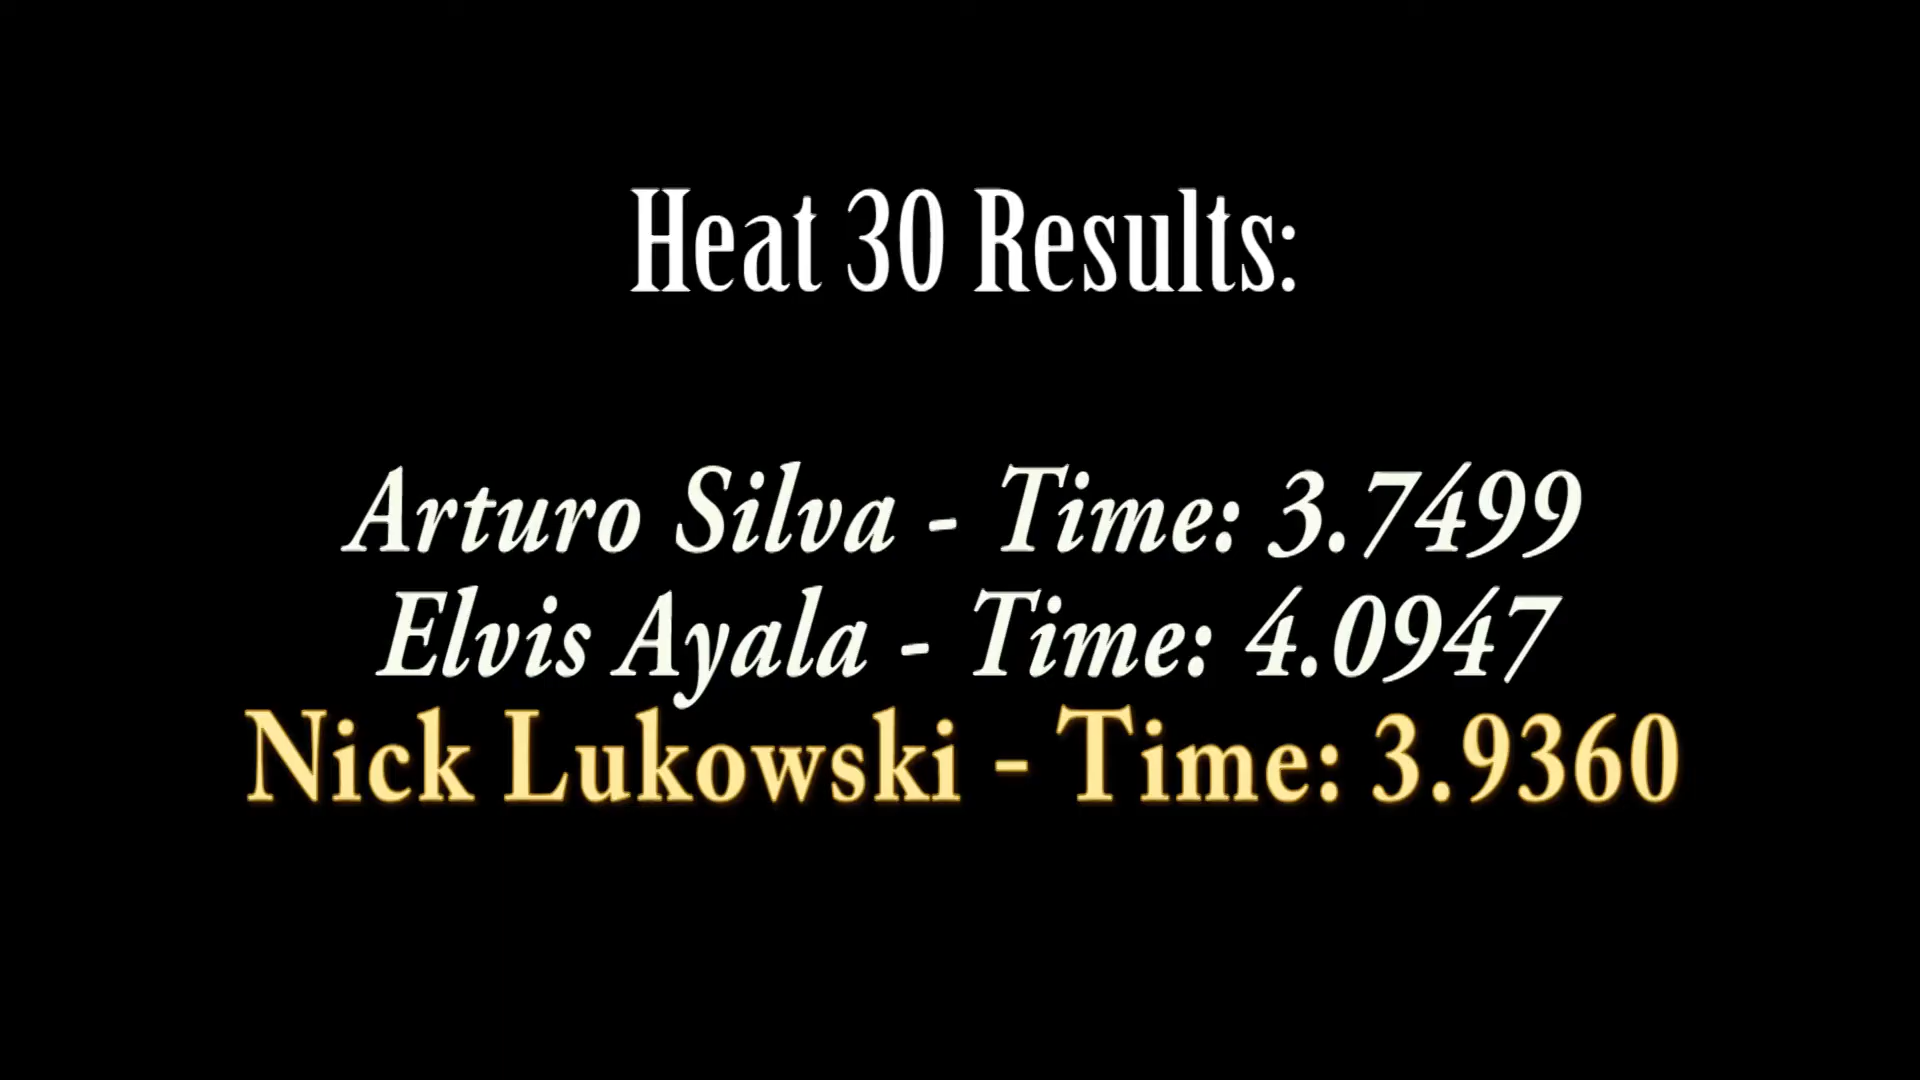 Heat 30 Results:
Arturo Silva - Time: 3.7499
Elvis Ayala - Time: 4.0947
Nick Lukowski - Time: 3.9360